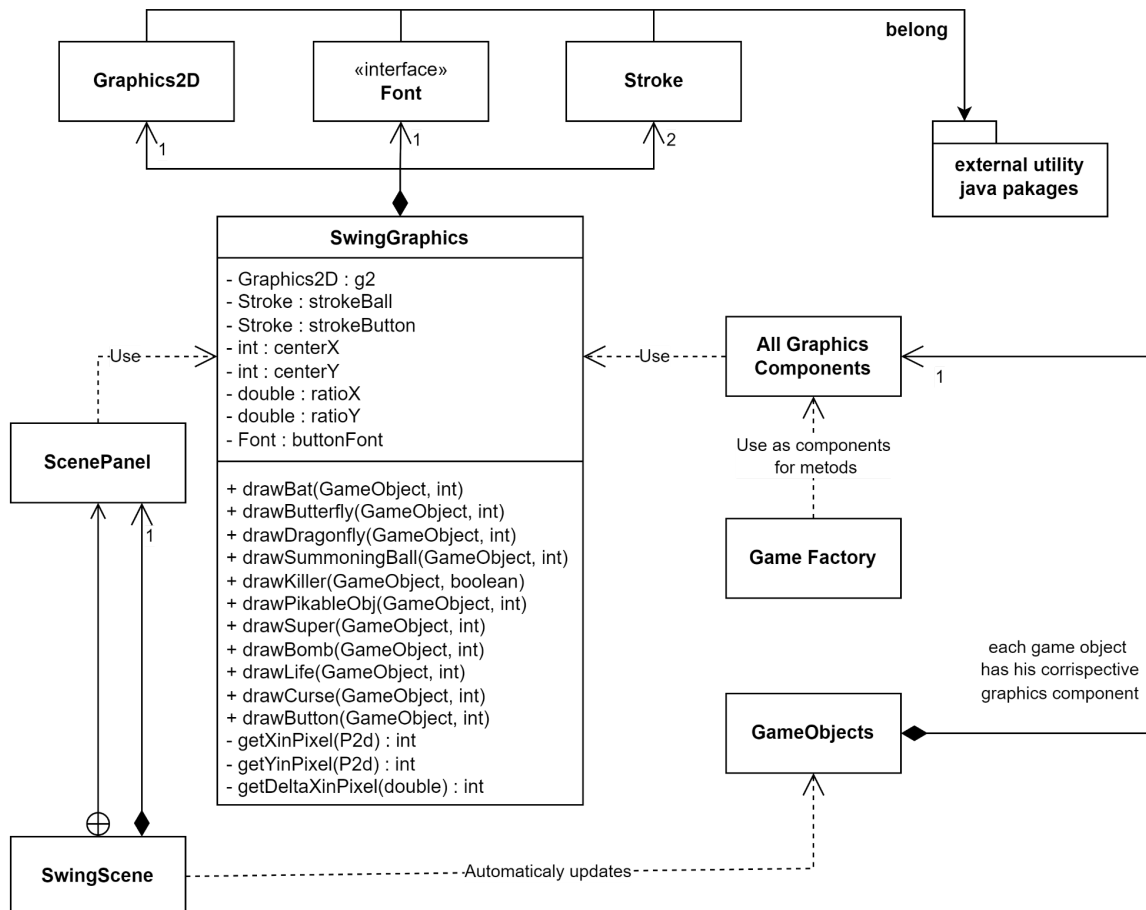 belong
Graphics2D
«interface»
Font
Stroke
1
1
2
external utility
java pakages
SwingGraphics
- Graphics2D : g2
- Stroke : strokeBall
- Stroke : strokeButton
- int : centerX
- int : centerY
- double : ratioX
- double : ratioY
- Font : buttonFont
+ drawBat(GameObject, int)
+ drawButterfly(GameObject, int)
+ drawDragonfly(GameObject, int)
+ drawSummoningBall(GameObject, int)
+ drawKiller(GameObject, boolean)
+ drawPikableObj(GameObject, int)
+ drawSuper(GameObject, int)
+ drawBomb(GameObject, int)
+ drawLife(GameObject, int)
+ drawCurse(GameObject, int)
+ drawButton(GameObject, int)
- getXinPixel(P2d) : int
- getYinPixel(P2d) : int
- getDeltaXinPixel(double) : int
Use
Use
All Graphics
Components
1
ScenePanel
1
Use as components
for metods
Game Factory
each game object
has his corrispective
graphics component
GameObjects
SwingScene
Automaticaly updates